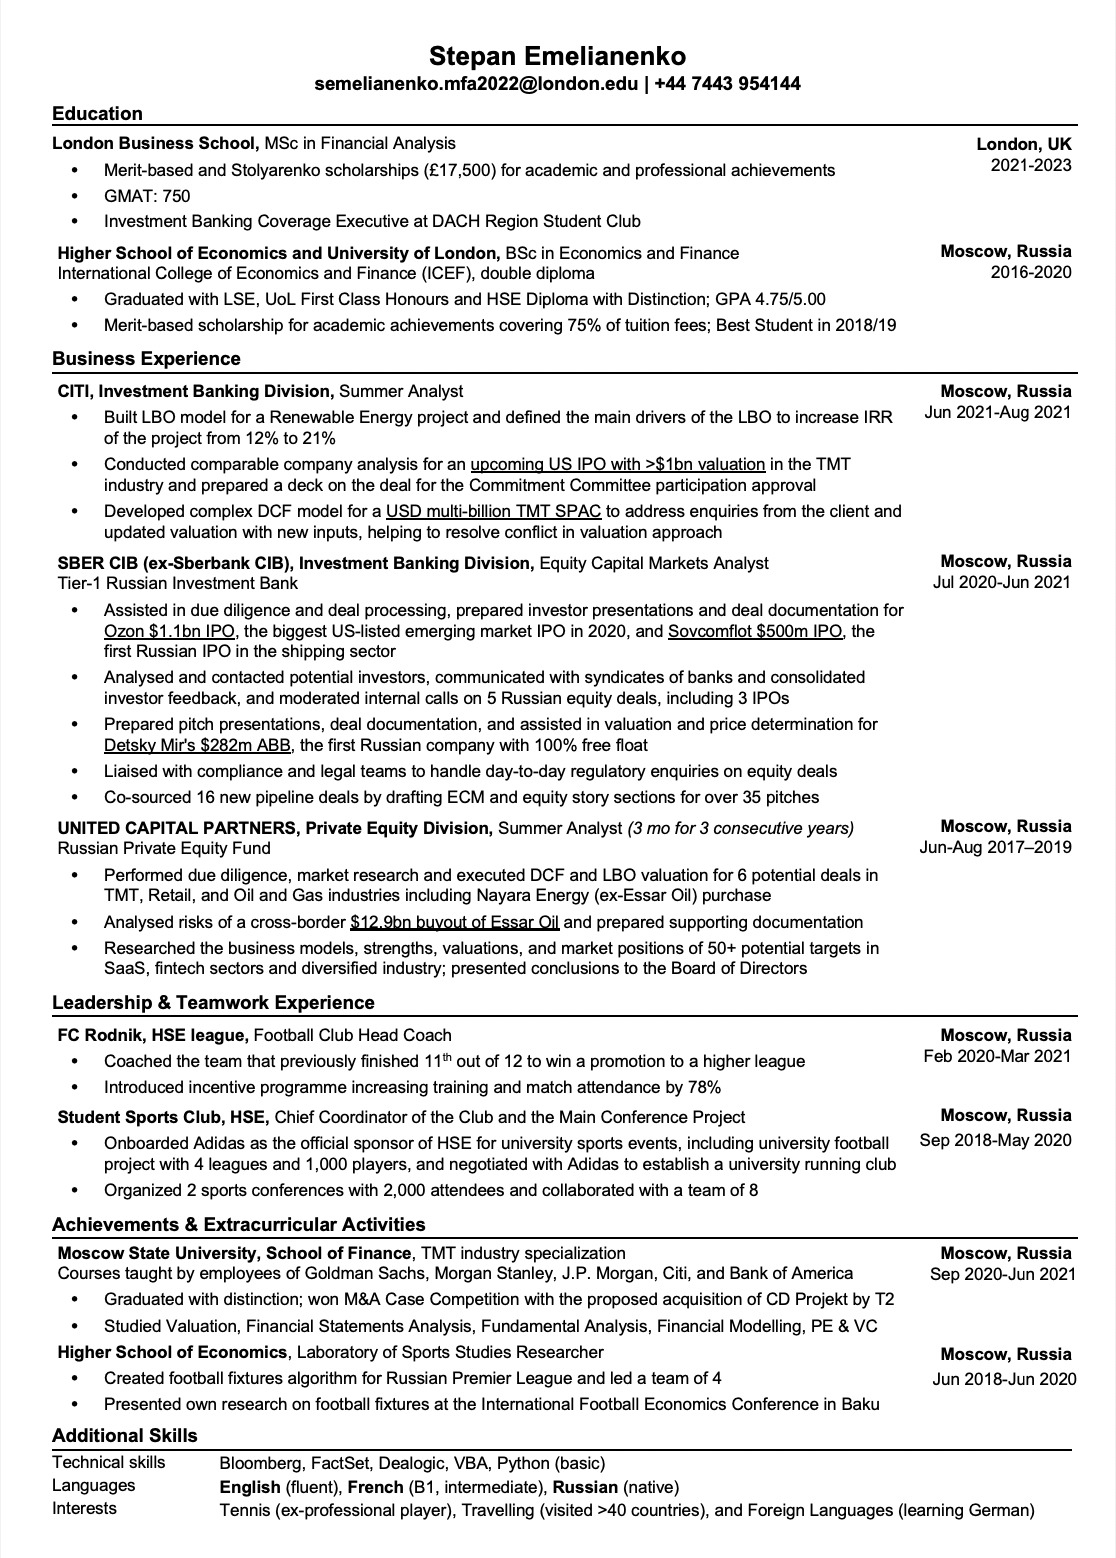 Stepan Emelianenko
semelianenko.mfa2022@london.edu | +44 7443 954144
Education
London Business School, MSc in Financial Analysis
London, UK
• Merit-based and Stolyarenko scholarships (£17,500) for academic and professional achievements
2021-2023
• GMAT: 750
• Investment Banking Coverage Executive at DACH Region Student Club
Higher School of Economics and University of London, BSc in Economics and Finance
Moscow, Russia
International College of Economics and Finance (ICEF), double diploma
2016-2020
• Graduated with LSE, UoL First Class Honours and HSE Diploma with Distinction; GPA 4.75/5.00
• Merit-based scholarship for academic achievements covering 75% of tuition fees; Best Student in 2018/19
Business Experience
CITI, Investment Banking Division, Summer Analyst
Moscow, Russia
• Built LBO model for a Renewable Energy project and defined the main drivers of the LBO to increase IRR
Jun 2021-Aug 2021
of the project from 12% to 21%
• Conducted comparable company analysis for an upcoming US IPO with >$1bn valuation in the TMT
industry and prepared a deck on the deal for the Commitment Committee participation approval
• Developed complex DCF model for a USD multi-billion TMT SPAC to address enquiries from the client and
updated valuation with new inputs, helping to resolve conflict in valuation approach
SBER CIB (ex-Sberbank CIB), Investment Banking Division, Equity Capital Markets Analyst
Moscow, Russia
Tier-1 Russian Investment Bank
Jul 2020-Jun 2021
• Assisted in due diligence and deal processing, prepared investor presentations and deal documentation for
Ozon $1.1bn IPO, the biggest US-listed emerging market IPO in 2020, and Sovcomflot $500m IPO, the
first Russian IPO in the shipping sector
• Analysed and contacted potential investors, communicated with syndicates of banks and consolidated
investor feedback, and moderated internal calls on 5 Russian equity deals, including 3 IPOs
• Prepared pitch presentations, deal documentation, and assisted in valuation and price determination for
Detsky Mir's $282m ABB, the first Russian company with 100% free float
• Liaised with compliance and legal teams to handle day-to-day regulatory enquiries on equity deals
• Co-sourced 16 new pipeline deals by drafting ECM and equity story sections for over 35 pitches
UNITED CAPITAL PARTNERS, Private Equity Division, Summer Analyst (3 mo for 3 consecutive years)
Moscow, Russia
Russian Private Equity Fund
Jun-Aug 2017–2019
• Performed due diligence, market research and executed DCF and LBO valuation for 6 potential deals in
TMT, Retail, and Oil and Gas industries including Nayara Energy (ex-Essar Oil) purchase
• Analysed risks of a cross-border $12.9bn buyout of Essar Oil and prepared supporting documentation
• Researched the business models, strengths, valuations, and market positions of 50+ potential targets in
SaaS, fintech sectors and diversified industry; presented conclusions to the Board of Directors
Leadership & Teamwork Experience
FC Rodnik, HSE league, Football Club Head Coach
Moscow, Russia
• Coached the team that previously finished 11th out of 12 to win a promotion to a higher league
Feb 2020-Mar 2021
• Introduced incentive programme increasing training and match attendance by 78%
Student Sports Club, HSE, Chief Coordinator of the Club and the Main Conference Project
Moscow, Russia
• Onboarded Adidas as the official sponsor of HSE for university sports events, including university football
Sep 2018-May 2020
project with 4 leagues and 1,000 players, and negotiated with Adidas to establish a university running club
• Organized 2 sports conferences with 2,000 attendees and collaborated with a team of 8
Achievements & Extracurricular Activities
Moscow State University, School of Finance, TMT industry specialization
Moscow, Russia
Courses taught by employees of Goldman Sachs, Morgan Stanley, J.P. Morgan, Citi, and Bank of America
Sep 2020-Jun 2021
• Graduated with distinction; won M&A Case Competition with the proposed acquisition of CD Projekt by T2
• Studied Valuation, Financial Statements Analysis, Fundamental Analysis, Financial Modelling, PE & VC
Higher School of Economics, Laboratory of Sports Studies Researcher
Moscow, Russia
• Created football fixtures algorithm for Russian Premier League and led a team of 4
Jun 2018-Jun 2020
• Presented own research on football fixtures at the International Football Economics Conference in Baku
Additional Skills
Technical skills Bloomberg, FactSet, Dealogic, VBA, Python (basic)
Languages English (fluent), French (B1, intermediate), Russian (native)
Interests Tennis (ex-professional player), Travelling (visited >40 countries), and Foreign Languages (learning German)